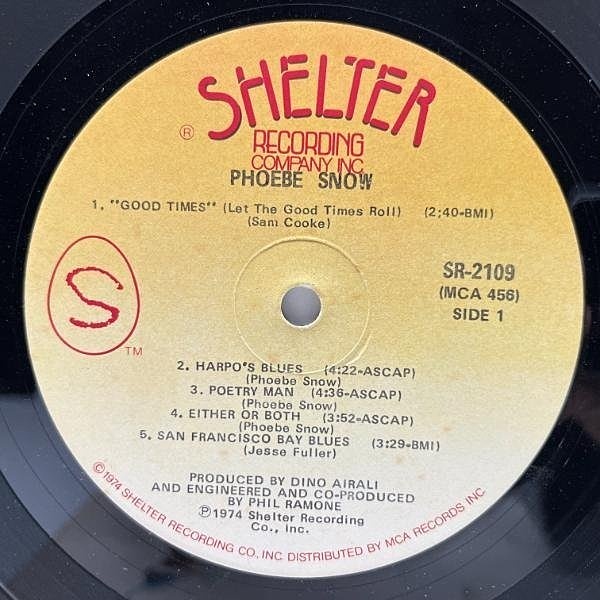 SHELTER
®
RECORDING
COMPANY INC
PHOEBE SNOW
1. "GOOD TIMES" (Let The Good Times Roll) (2:40-BMI)
(Sam Cooke)
S
TM
SR-2109
(MCA 456)
SIDE 1
2. HARPO'S BLUES (4:22-ASCAP)
(Phoebe Snow)
3. POETRY MAN (4:36-ASCAP)
(Phoebe Snow)
4. EITHER OR BOTH (3:52-ASCAP)
(Phoebe Snow)
5. SAN FRANCISCO BAY BLUES (3:29-BMI)
(Jesse Fuller)
PRODUCED BY DINO AIRALI
AND ENGINEERED AND CO-PRODUCED
BY PHIL RAMONE
℗ 1974 Shelter Recording
Co., Inc.
©1974 SHELTER RECORDING CO. INC. DISTRIBUTED BY MCA RECORDS INC.